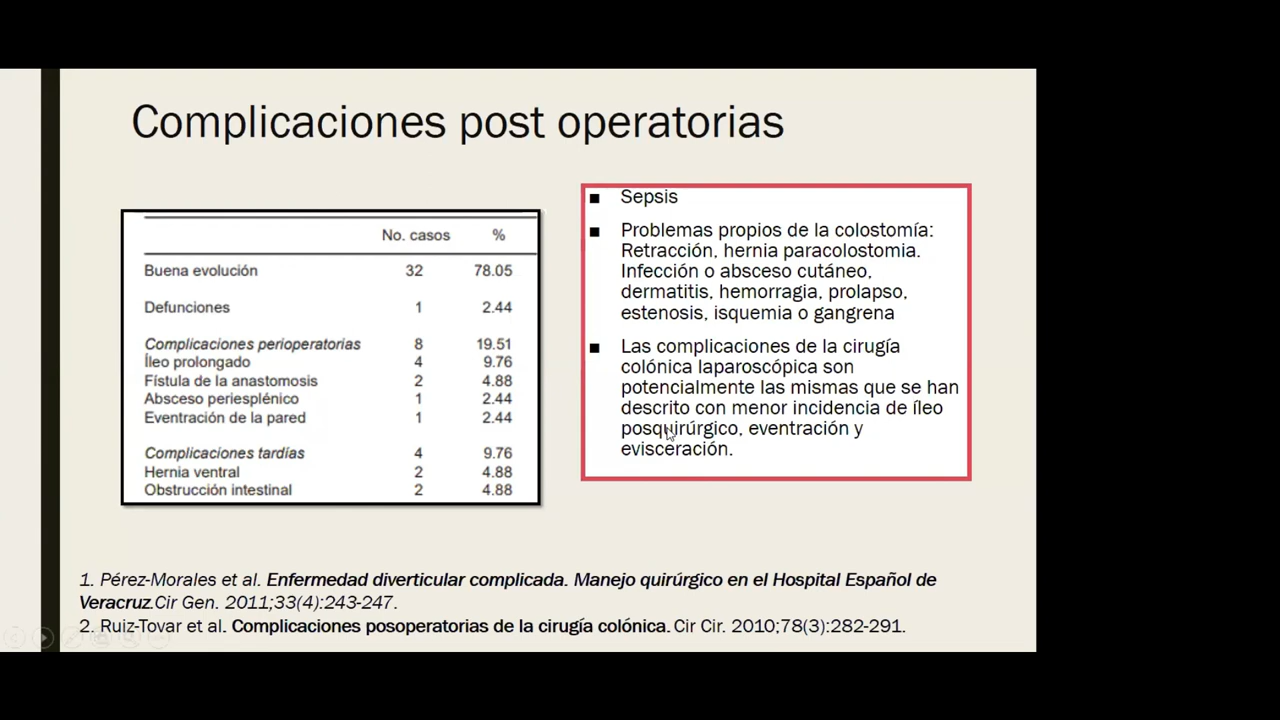 Complicaciones post operatorias
No. casos %
Buena evolución 32 78.05
Defunciones 1 2.44
Complicaciones perioperatorias 8 19.51
Íleo prolongado 4 9.76
Fístula de la anastomosis 2 4.88
Absceso periesplénico 1 2.44
Eventración de la pared 1 2.44
Complicaciones tardías 4 9.76
Hernia ventral 2 4.88
Obstrucción intestinal 2 4.88
■ Sepsis
■ Problemas propios de la colostomía:
Retracción, hernia paracolostomia.
Infección o absceso cutáneo,
dermatitis, hemorragia, prolapso,
estenosis, isquemia o gangrena
■ Las complicaciones de la cirugía
colónica laparoscópica son
potencialmente las mismas que se han
descrito con menor incidencia de íleo
posquirúrgico, eventración y
evisceración.
1. Pérez-Morales et al. Enfermedad diverticular complicada. Manejo quirúrgico en el Hospital Español de
Veracruz.Cir Gen. 2011;33(4):243-247.
2. Ruiz-Tovar et al. Complicaciones posoperatorias de la cirugía colónica. Cir Cir. 2010;78(3):282-291.